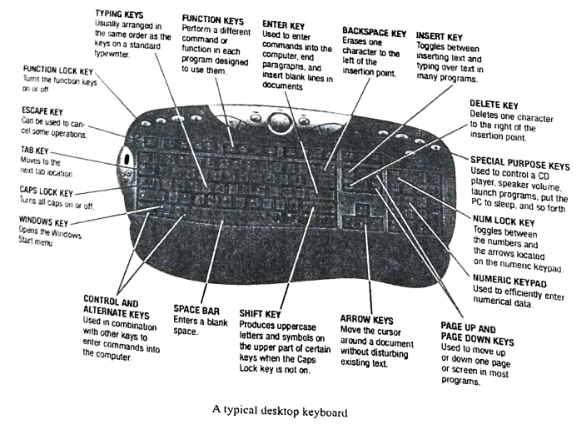 TYPING KEYS
Usually arranged in
the same order as the
keys on a standard
typewriter.
FUNCTION KEYS
Perform a different
command or
function in each
program designed
to use them.
ENTER KEY
Used to enter
commands into the
computer, end
paragraphs, and
insert blank lines in
documents
BACKSPACE KEY
Erases one
character to the
left of the
insertion point.
INSERT KEY
Toggles between
inserting text and
typing over text in
many programs.
FUNCTION LOCK KEY
Turns the function keys
on or off
ESCAPE KEY
Can be used to can-
cel some operations.
TAB KEY
Moves to the
next tab location
CAPS LOCK KEY
Turns all caps on or off.
WINDOWS KEY
Opens the Windows
Start menu
DELETE KEY
Deletes one character
to the right of the
insertion point.
SPECIAL PURPOSE KEYS
Used to control a CD
player, speaker volume,
launch programs, put the
PC to sleep, and so forth
NUM LOCK KEY
Toggles between
the numbers and
the arrows located
on the numeric keypad
NUMERIC KEYPAD
Used to efficiently enter
numerical data.
CONTROL AND
ALTERNATE KEYS
Used in combination
with other keys to
enter commands into
the computer
SPACE BAR
Enters a blank
space.
SHIFT KEY
Produces uppercase
letters and symbols on
the upper part of certain
keys when the Caps
Lock key is not on.
ARROW KEYS
Move the cursor
around a document
without disturbing
existing text.
PAGE UP AND
PAGE DOWN KEYS
Used to move up
or down one page
or screen in most
programs.
A typical desktop keyboard